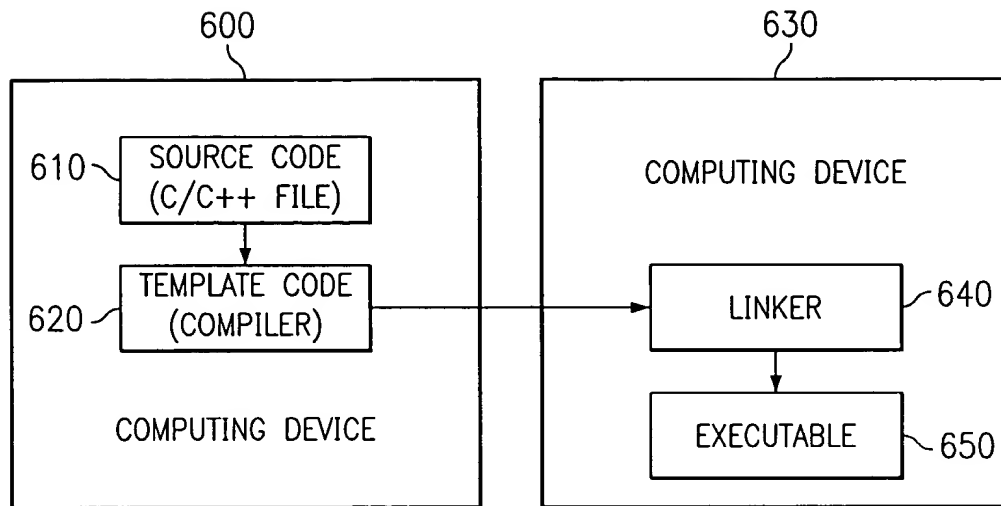 600
630
610
SOURCE CODE
(C/C++ FILE)
COMPUTING DEVICE
620
TEMPLATE CODE
(COMPILER)
LINKER
640
COMPUTING DEVICE
EXECUTABLE
650